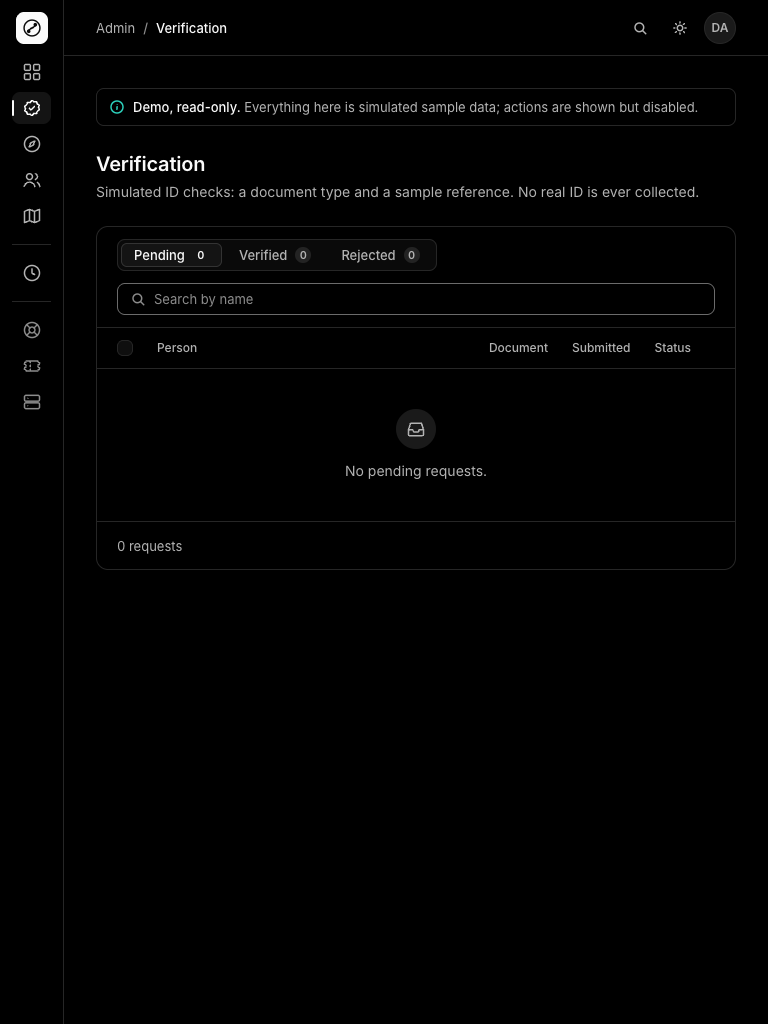 Admin / Verification
DA
Demo, read-only. Everything here is simulated sample data; actions are shown but disabled.
Verification
Simulated ID checks: a document type and a sample reference. No real ID is ever collected.
Pending 0 Verified 0 Rejected 0
Search by name
Person Document Submitted Status
No pending requests.
0 requests